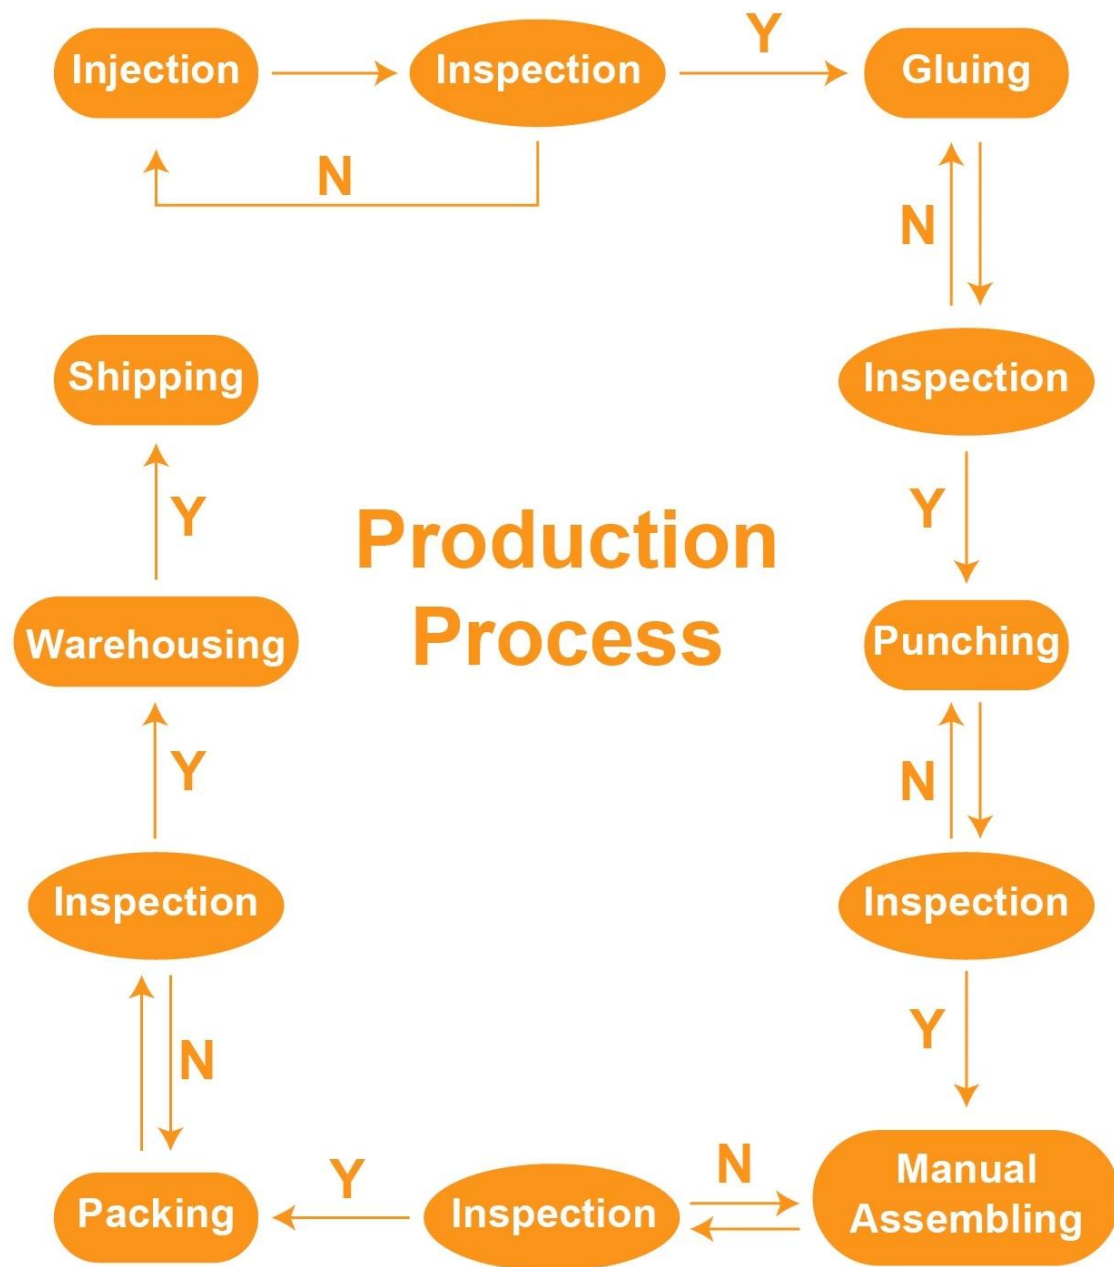 Injection
Inspection
Y
Gluing
N
N
Inspection
Y
Punching
N
Inspection
Y
Manual
Assembling
N
Inspection
Y
Packing
N
Inspection
Y
Warehousing
Y
Shipping
Production
Process